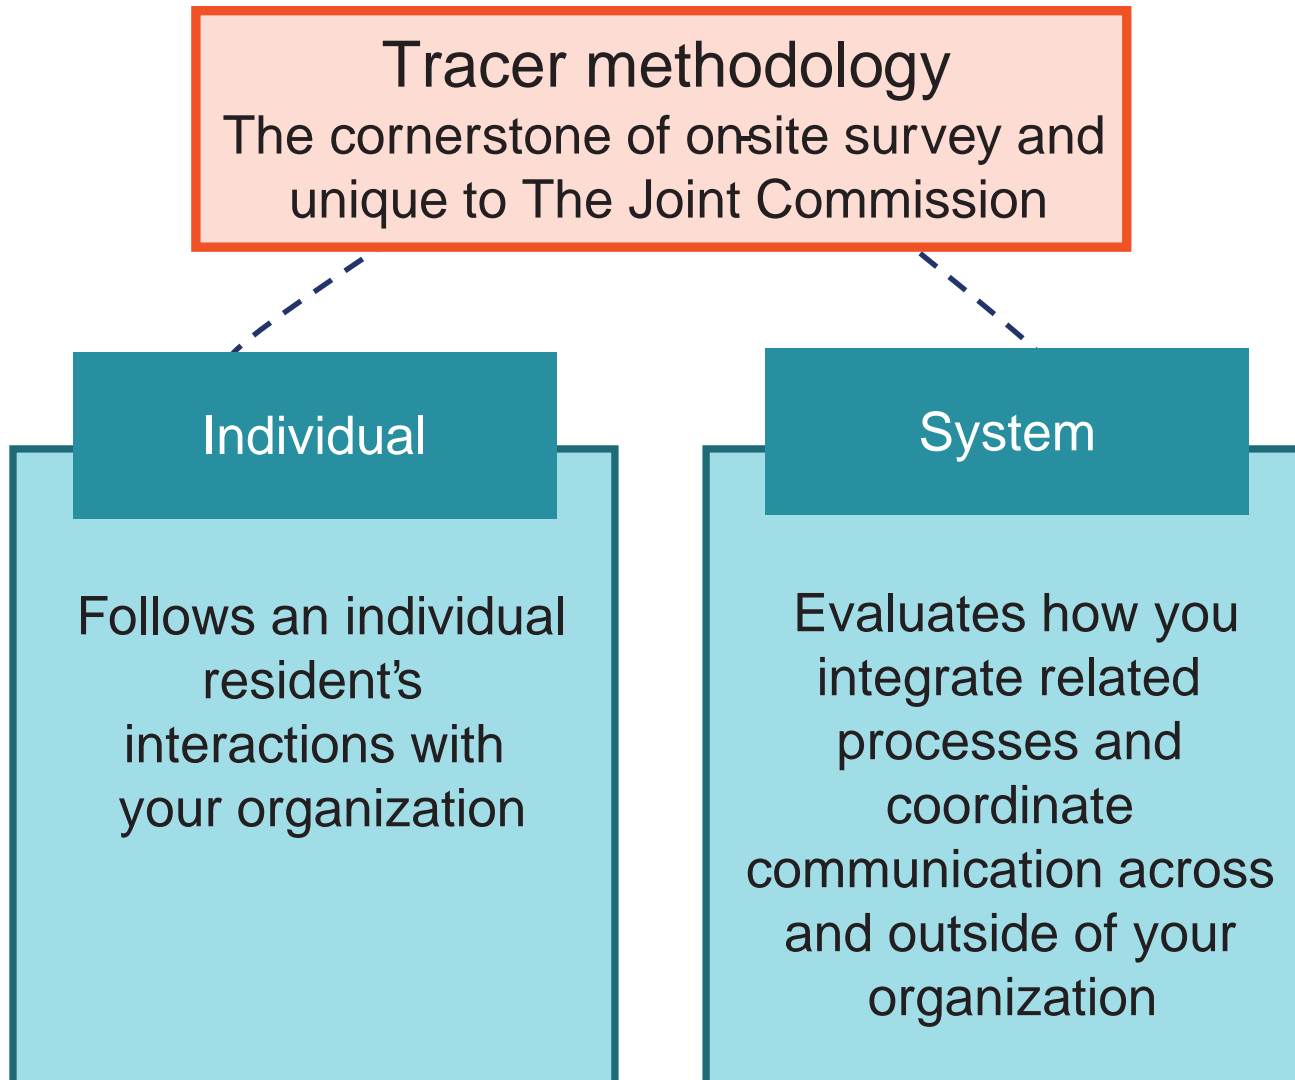 Tracer methodology
The cornerstone of on-site survey and
unique to The Joint Commission
Individual
Follows an individual
resident's
interactions with
your organization
System
Evaluates how you
integrate related
processes and
coordinate
communication across
and outside of your
organization